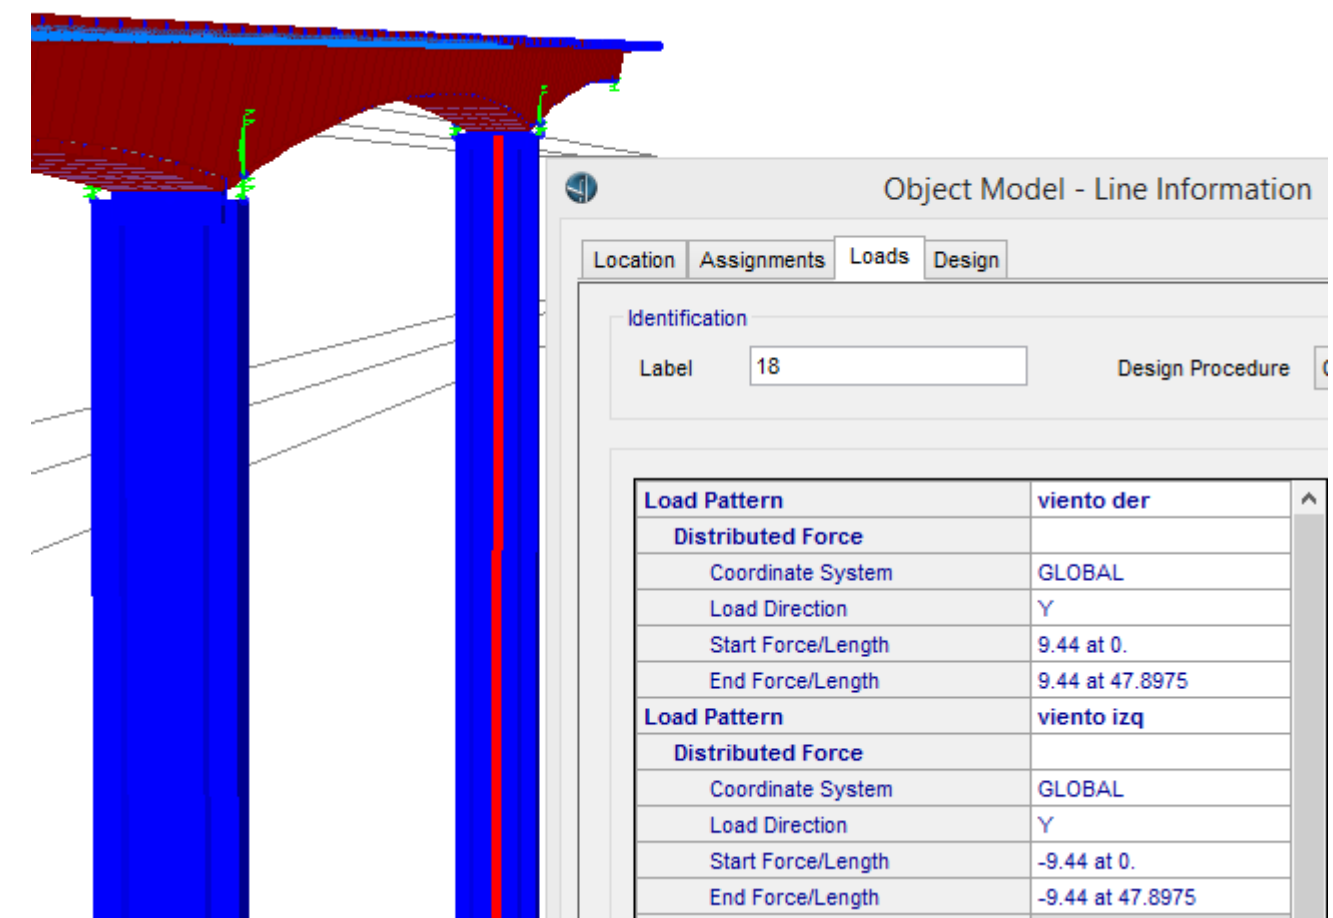 Object Model - Line Information
Location Assignments Loads Design
Identification
Label 18 Design Procedure
Load Pattern viento der
Distributed Force
Coordinate System GLOBAL
Load Direction Y
Start Force/Length 9.44 at 0.
End Force/Length 9.44 at 47.8975
Load Pattern viento izq
Distributed Force
Coordinate System GLOBAL
Load Direction Y
Start Force/Length -9.44 at 0.
End Force/Length -9.44 at 47.8975